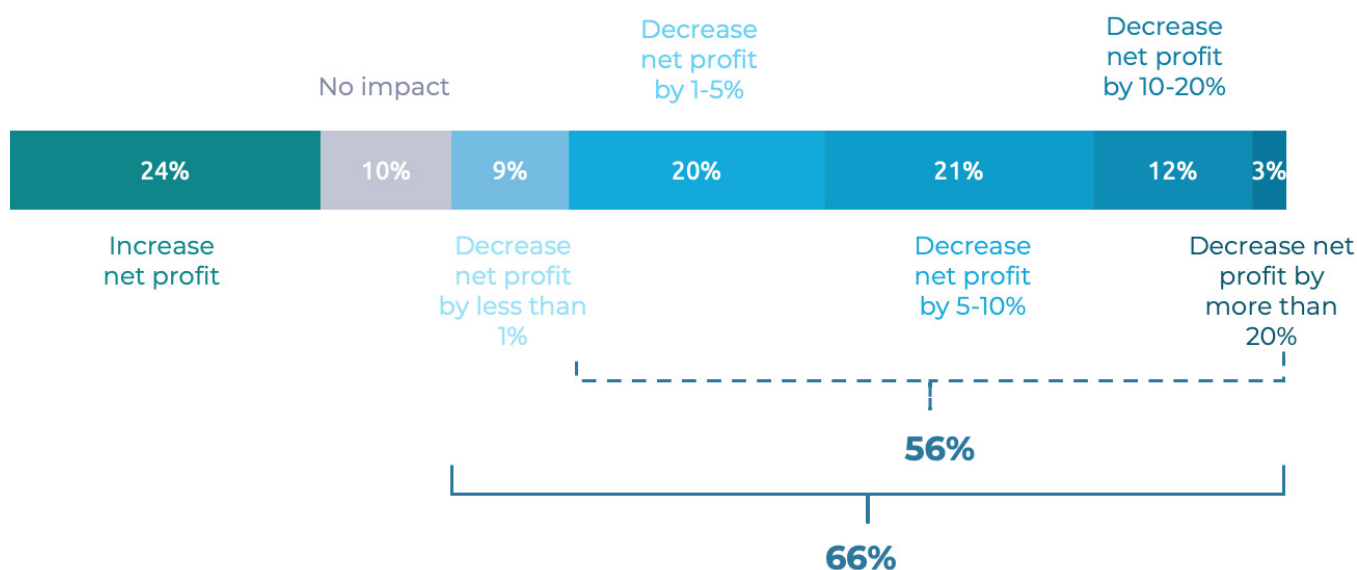 Decrease
net profit
by 1-5%
Decrease
net profit
by 10-20%
No impact
24%
10%
9%
20%
21%
12%
3%
Increase
net profit
Decrease
net profit
by less than
1%
Decrease
net profit
by 5-10%
Decrease net
profit by
more than
20%
56%
66%